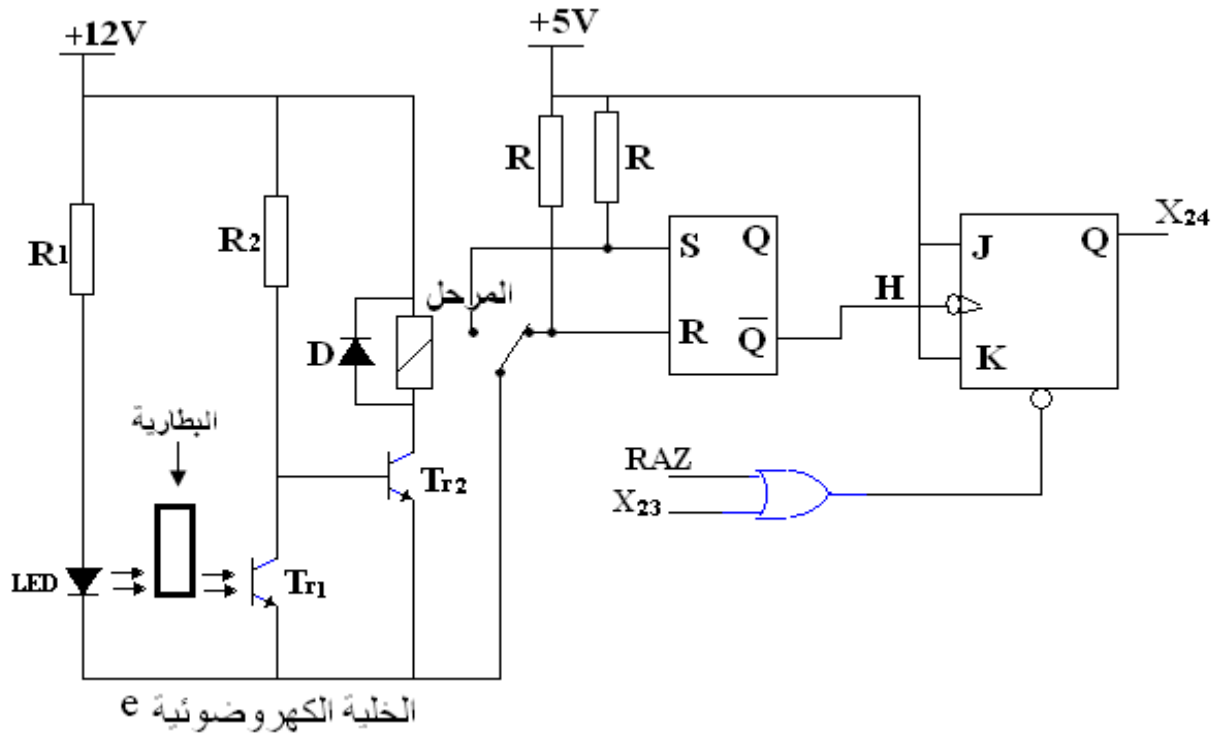 +12V
+5V
R
R
R1
R2
S
Q
X24
J
Q
المرحل
H
D
R
Q̅
K
البطارية
RAZ
Tr2
X23
LED
Tr1
الخلية الكهروضوئية e